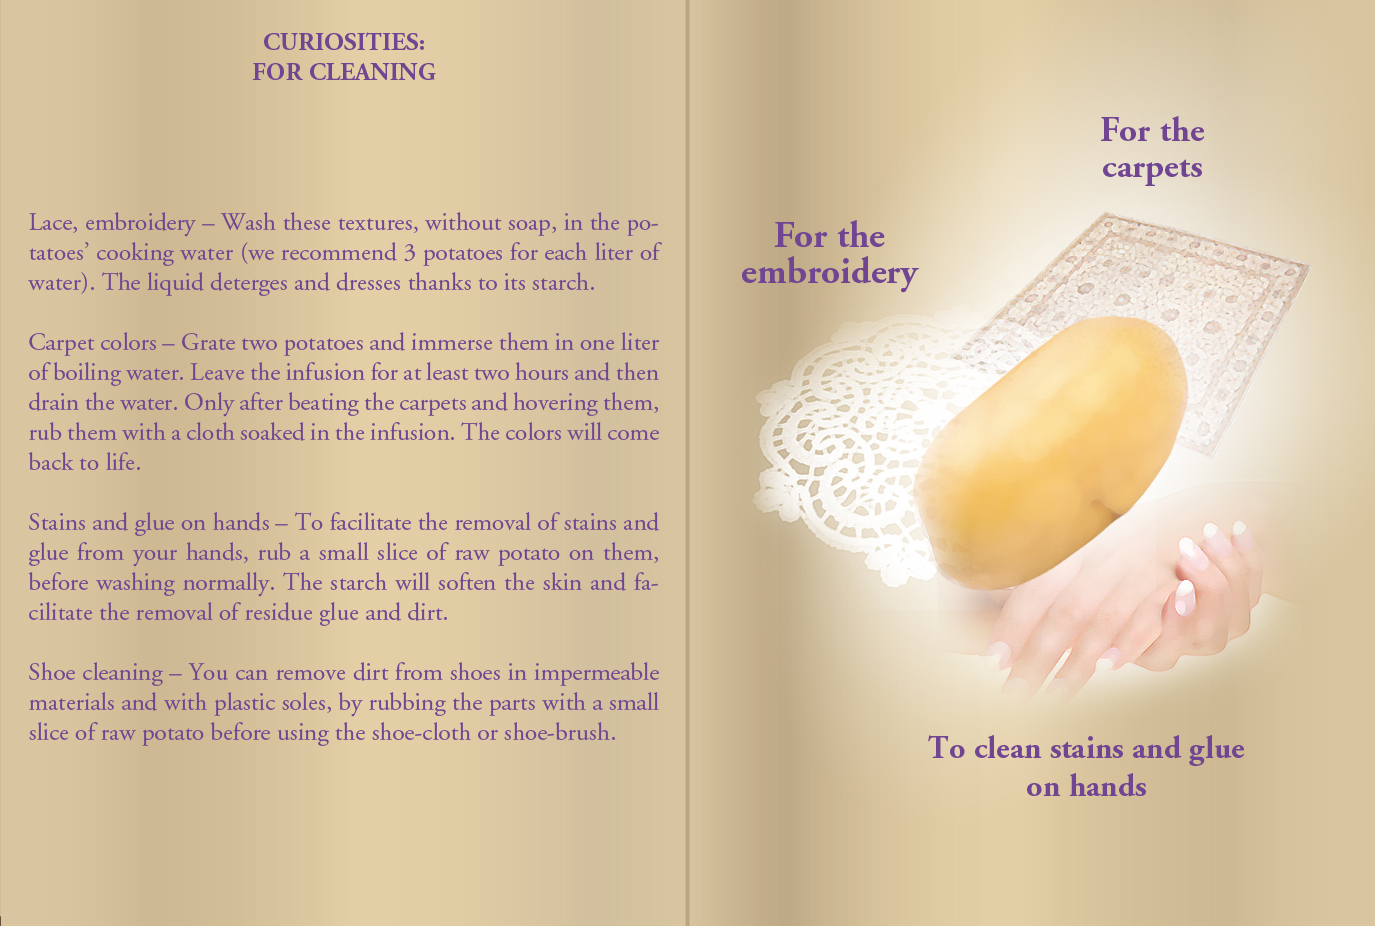 CURIOSITIES:
FOR CLEANING
Lace, embroidery – Wash these textures, without soap, in the po-
tatoes’ cooking water (we recommend 3 potatoes for each liter of
water). The liquid deterges and dresses thanks to its starch.
Carpet colors – Grate two potatoes and immerse them in one liter
of boiling water. Leave the infusion for at least two hours and then
drain the water. Only after beating the carpets and hovering them,
rub them with a cloth soaked in the infusion. The colors will come
back to life.
Stains and glue on hands – To facilitate the removal of stains and
glue from your hands, rub a small slice of raw potato on them,
before washing normally. The starch will soften the skin and fa-
cilitate the removal of residue glue and dirt.
Shoe cleaning – You can remove dirt from shoes in impermeable
materials and with plastic soles, by rubbing the parts with a small
slice of raw potato before using the shoe-cloth or shoe-brush.
For the
carpets
For the
embroidery
To clean stains and glue
on hands